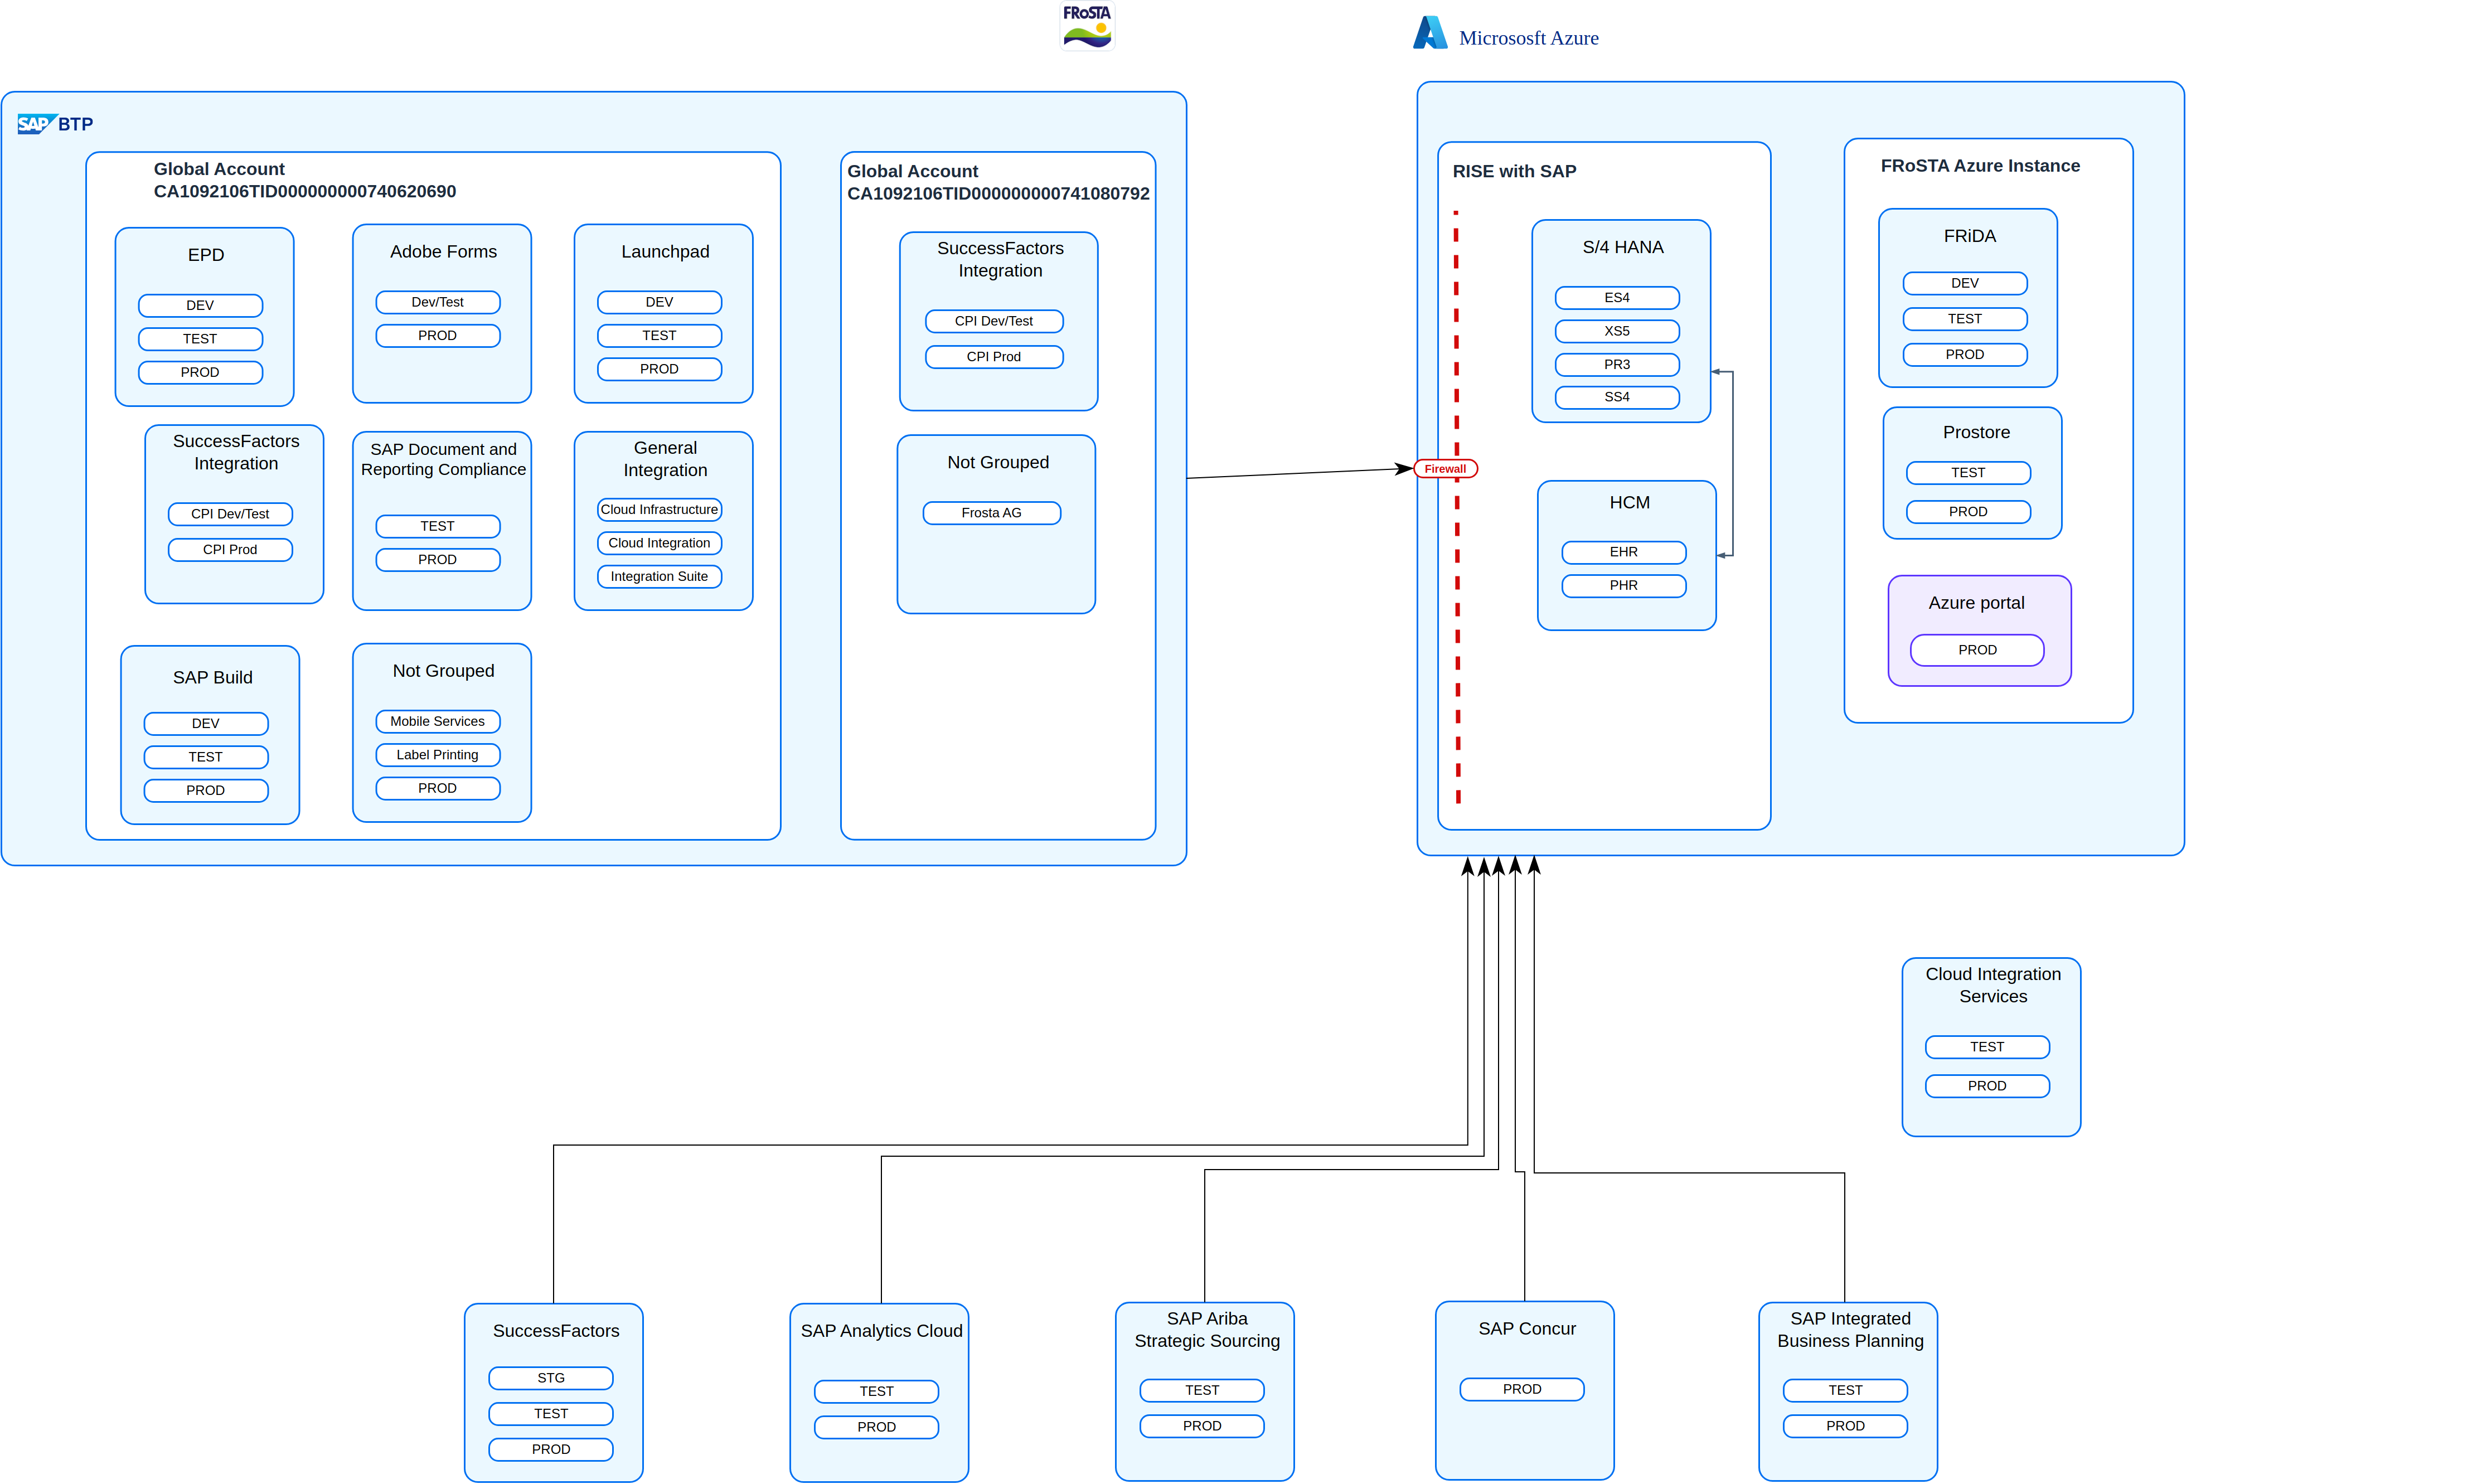 FRoSTA
Micrososft Azure
SAP BTP
Global Account
CA1092106TID000000000740620690
EPD
DEV
TEST
PROD
Adobe Forms
Dev/Test
PROD
Launchpad
DEV
TEST
PROD
SuccessFactors
Integration
CPI Dev/Test
CPI Prod
SAP Document and
Reporting Compliance
TEST
PROD
General
Integration
Cloud Infrastructure
Cloud Integration
Integration Suite
SAP Build
DEV
TEST
PROD
Not Grouped
Mobile Services
Label Printing
PROD
Global Account
CA1092106TID000000000741080792
SuccessFactors
Integration
CPI Dev/Test
CPI Prod
Not Grouped
Frosta AG
RISE with SAP
Firewall
S/4 HANA
ES4
XS5
PR3
SS4
HCM
EHR
PHR
FRoSTA Azure Instance
FRiDA
DEV
TEST
PROD
Prostore
TEST
PROD
Azure portal
PROD
Cloud Integration
Services
TEST
PROD
SuccessFactors
STG
TEST
PROD
SAP Analytics Cloud
TEST
PROD
SAP Ariba
Strategic Sourcing
TEST
PROD
SAP Concur
PROD
SAP Integrated
Business Planning
TEST
PROD